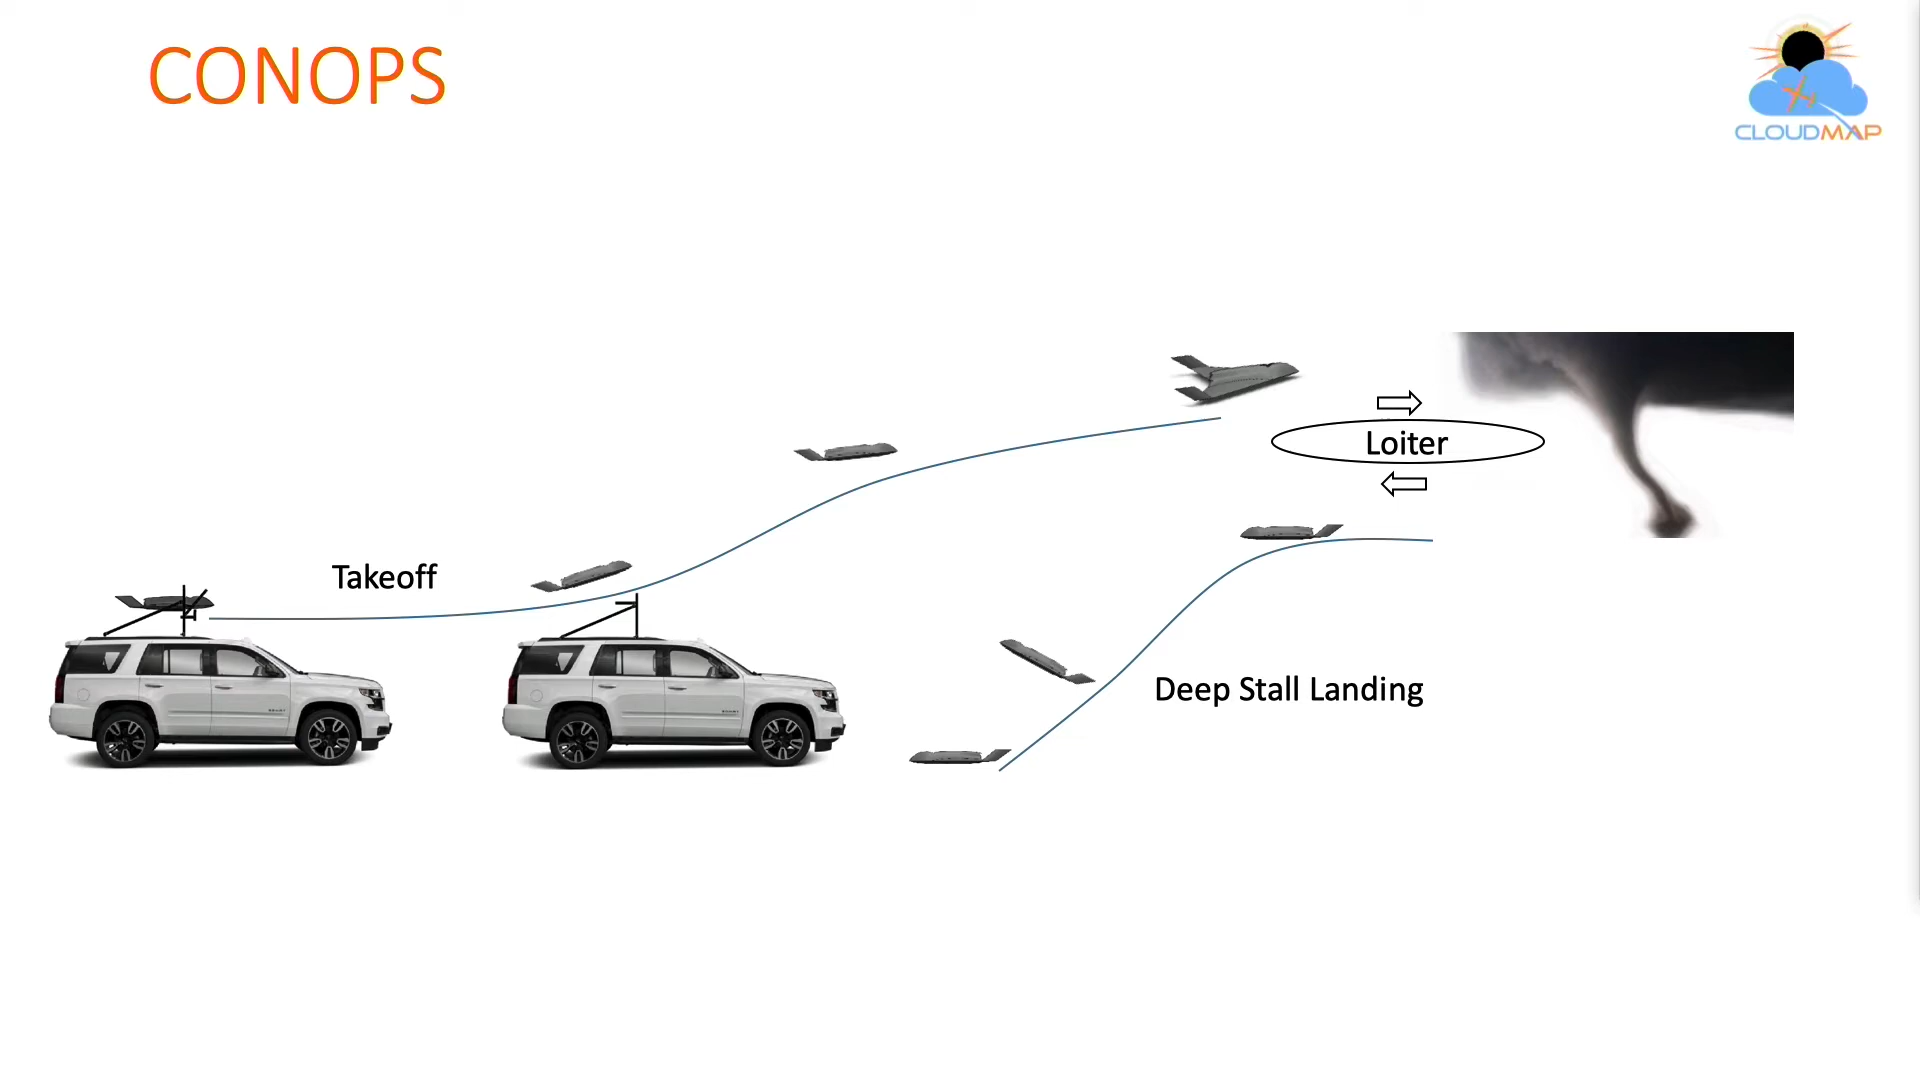 CONOPS
CLOUDMAP
Loiter
Takeoff
Deep Stall Landing